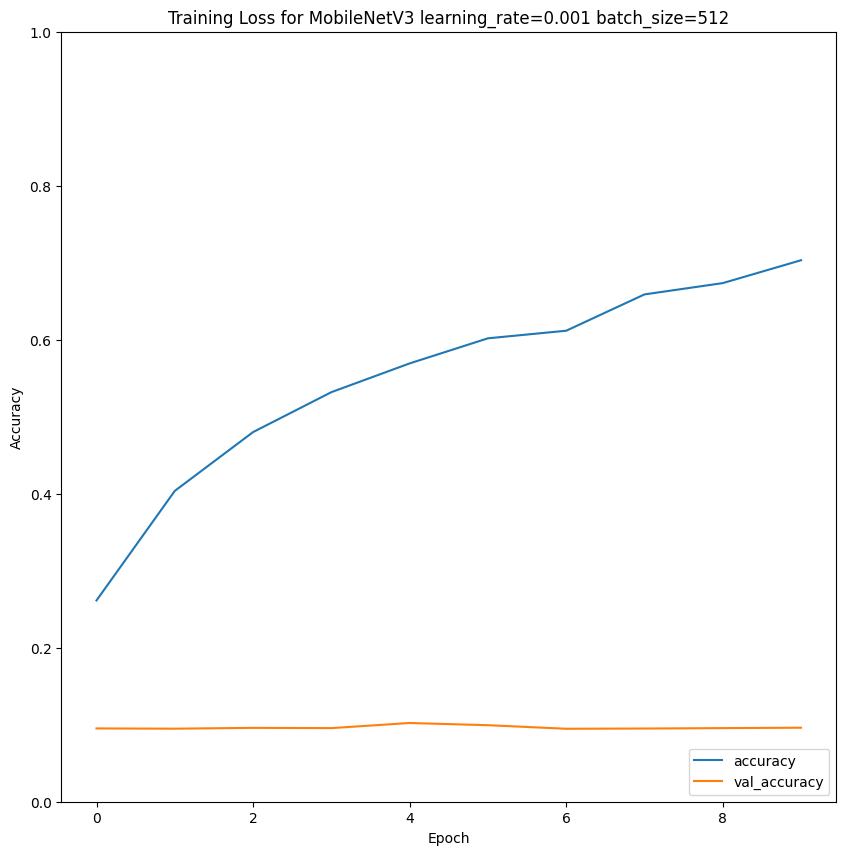 Training Loss for MobileNetV3 learning_rate=0.001 batch_size=512
1.0
0.8
0.6
0.4
0.2
0.0
Accuracy
0 2 4 6 8
Epoch
accuracy
val_accuracy